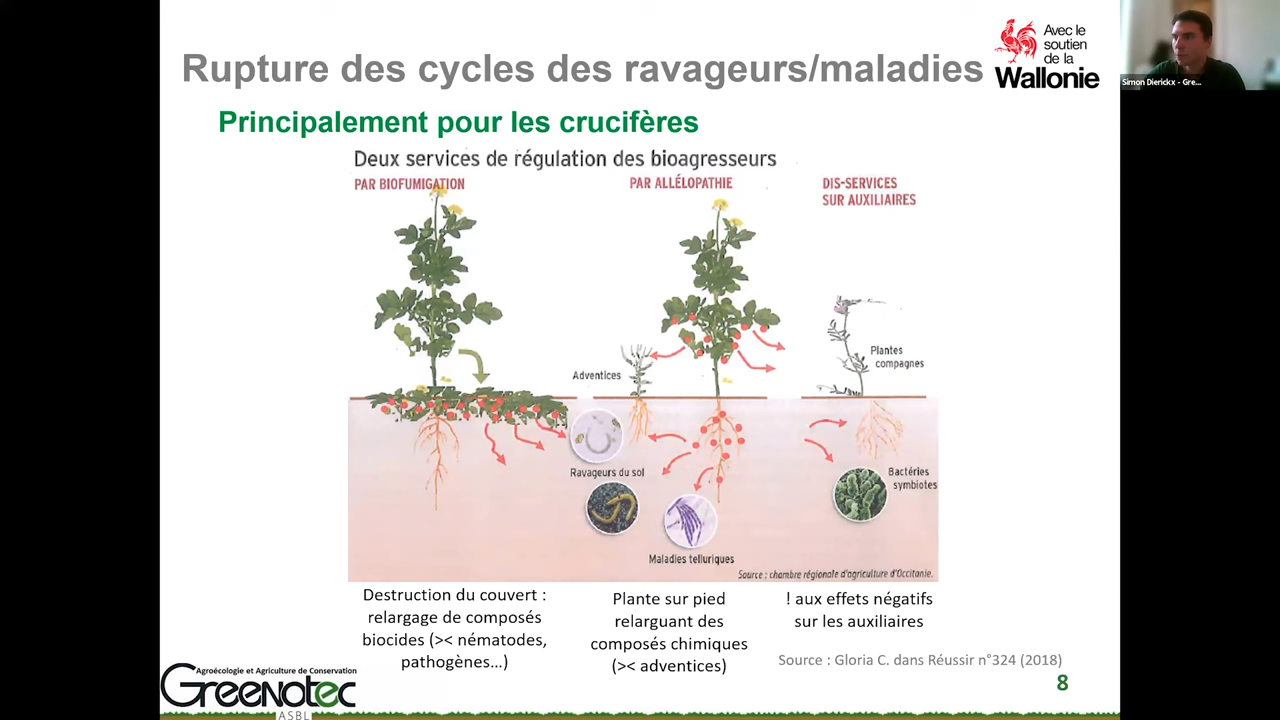 Rupture des cycles des ravageurs/maladies
Avec le
soutien
de la
Wallonie
Simon Dierickx - Gre...
Principalement pour les crucifères
Deux services de régulation des bioagresseurs
PAR BIOFUMIGATION
PAR ALLÉLOPATHIE
DIS-SERVICES
SUR AUXILIAIRES
Adventices
Plantes
compagnes
Ravageurs du sol
Bactéries
symbiotes
Maladies telluriques
Source : chambre régionale d'agriculture d'Occitanie.
Destruction du couvert :
relargage de composés
biocides (>< nématodes,
pathogènes...)
Plante sur pied
relarguant des
composés chimiques
(>< adventices)
! aux effets négatifs
sur les auxiliaires
Source : Gloria C. dans Réussir n°324 (2018)
Agroécologie et Agriculture de Conservation
Greenotec
ASBL
8